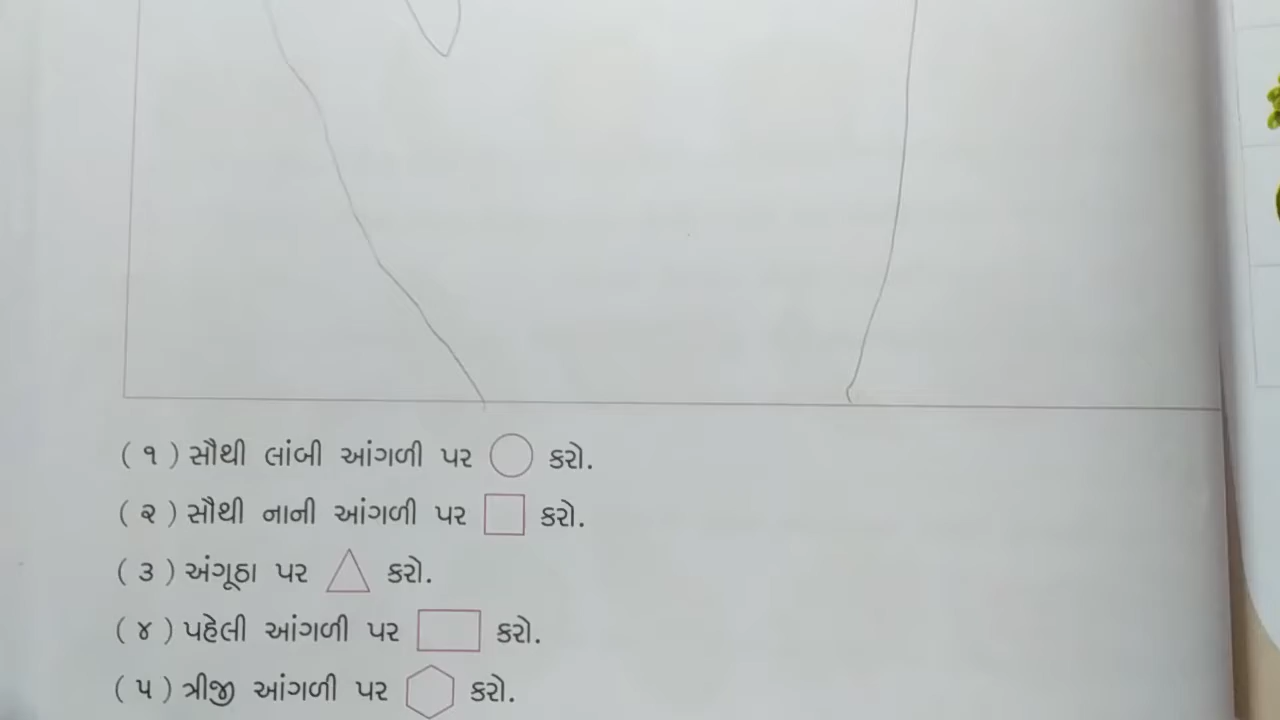 (૧) સૌથી લાંબી આંગળી પર ◯ કરો.
(૨) સૌથી નાની આંગળી પર □ કરો.
(૩) અંગૂઠા પર △ કરો.
(૪) પહેલી આંગળી પર ▭ કરો.
(૫) ત્રીજી આંગળી પર ⬡ કરો.